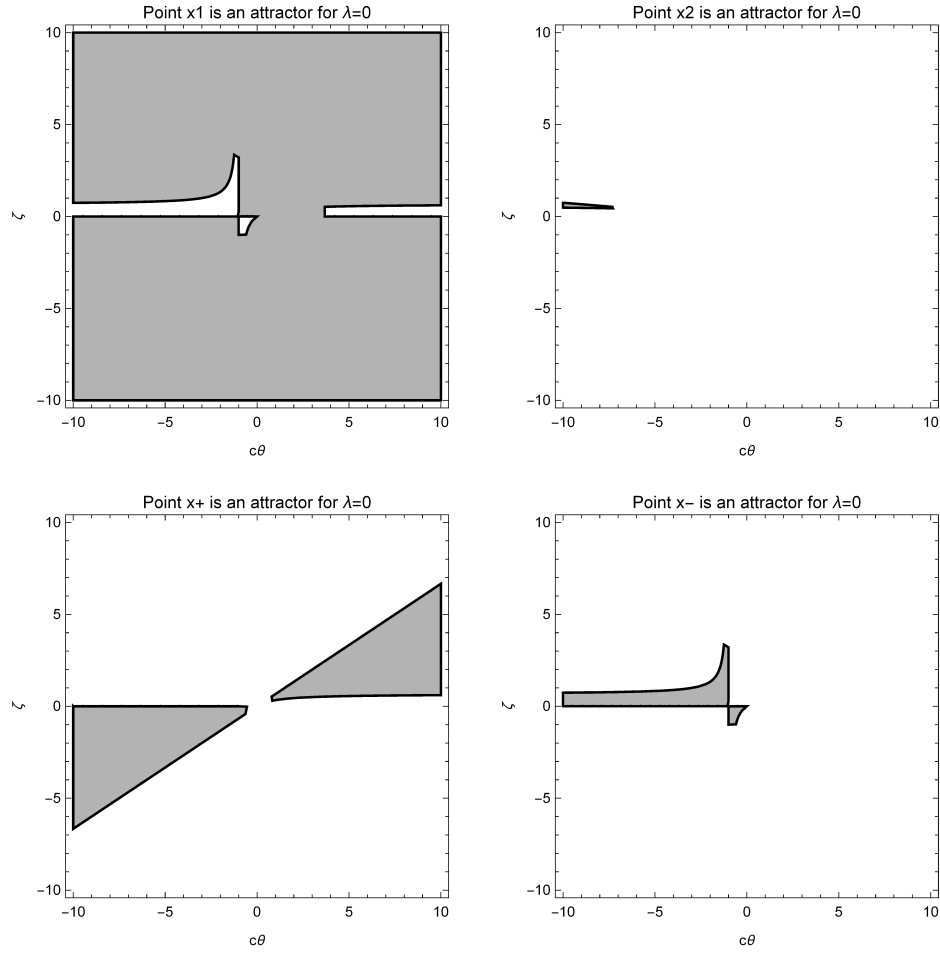 Point x1 is an attractor for λ=0
10
5
0
−5
−10
ζ
−10 −5 0 5 10
cθ
Point x2 is an attractor for λ=0
10
5
0
−5
−10
ζ
−10 −5 0 5 10
cθ
Point x+ is an attractor for λ=0
10
5
0
−5
−10
ζ
−10 −5 0 5 10
cθ
Point x− is an attractor for λ=0
10
5
0
−5
−10
ζ
−10 −5 0 5 10
cθ